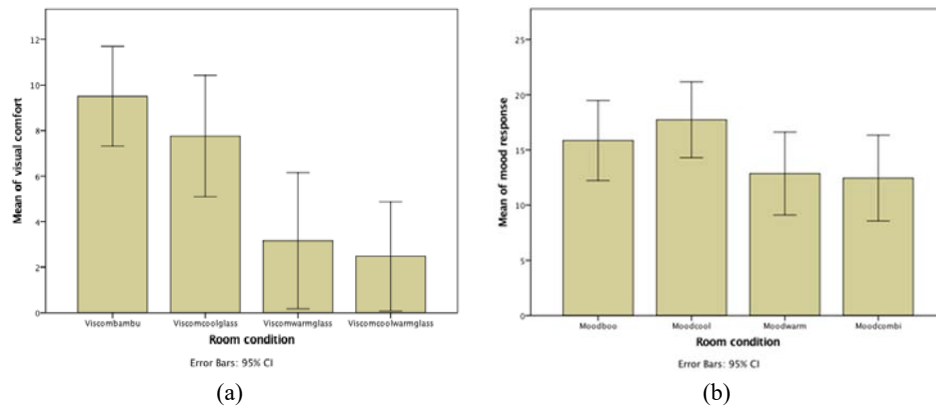 Mean of visual comfort
12
10
8
6
4
2
0
Viscombambu Viscomcoolglass Viscomwarmglass Viscomcoolwarmglass
Room condition
Error Bars: 95% CI
(a)
Mean of mood response
25
20
15
10
5
0
Moodboo Moodcool Moodwarm Moodcombi
Room condition
Error Bars: 95% CI
(b)